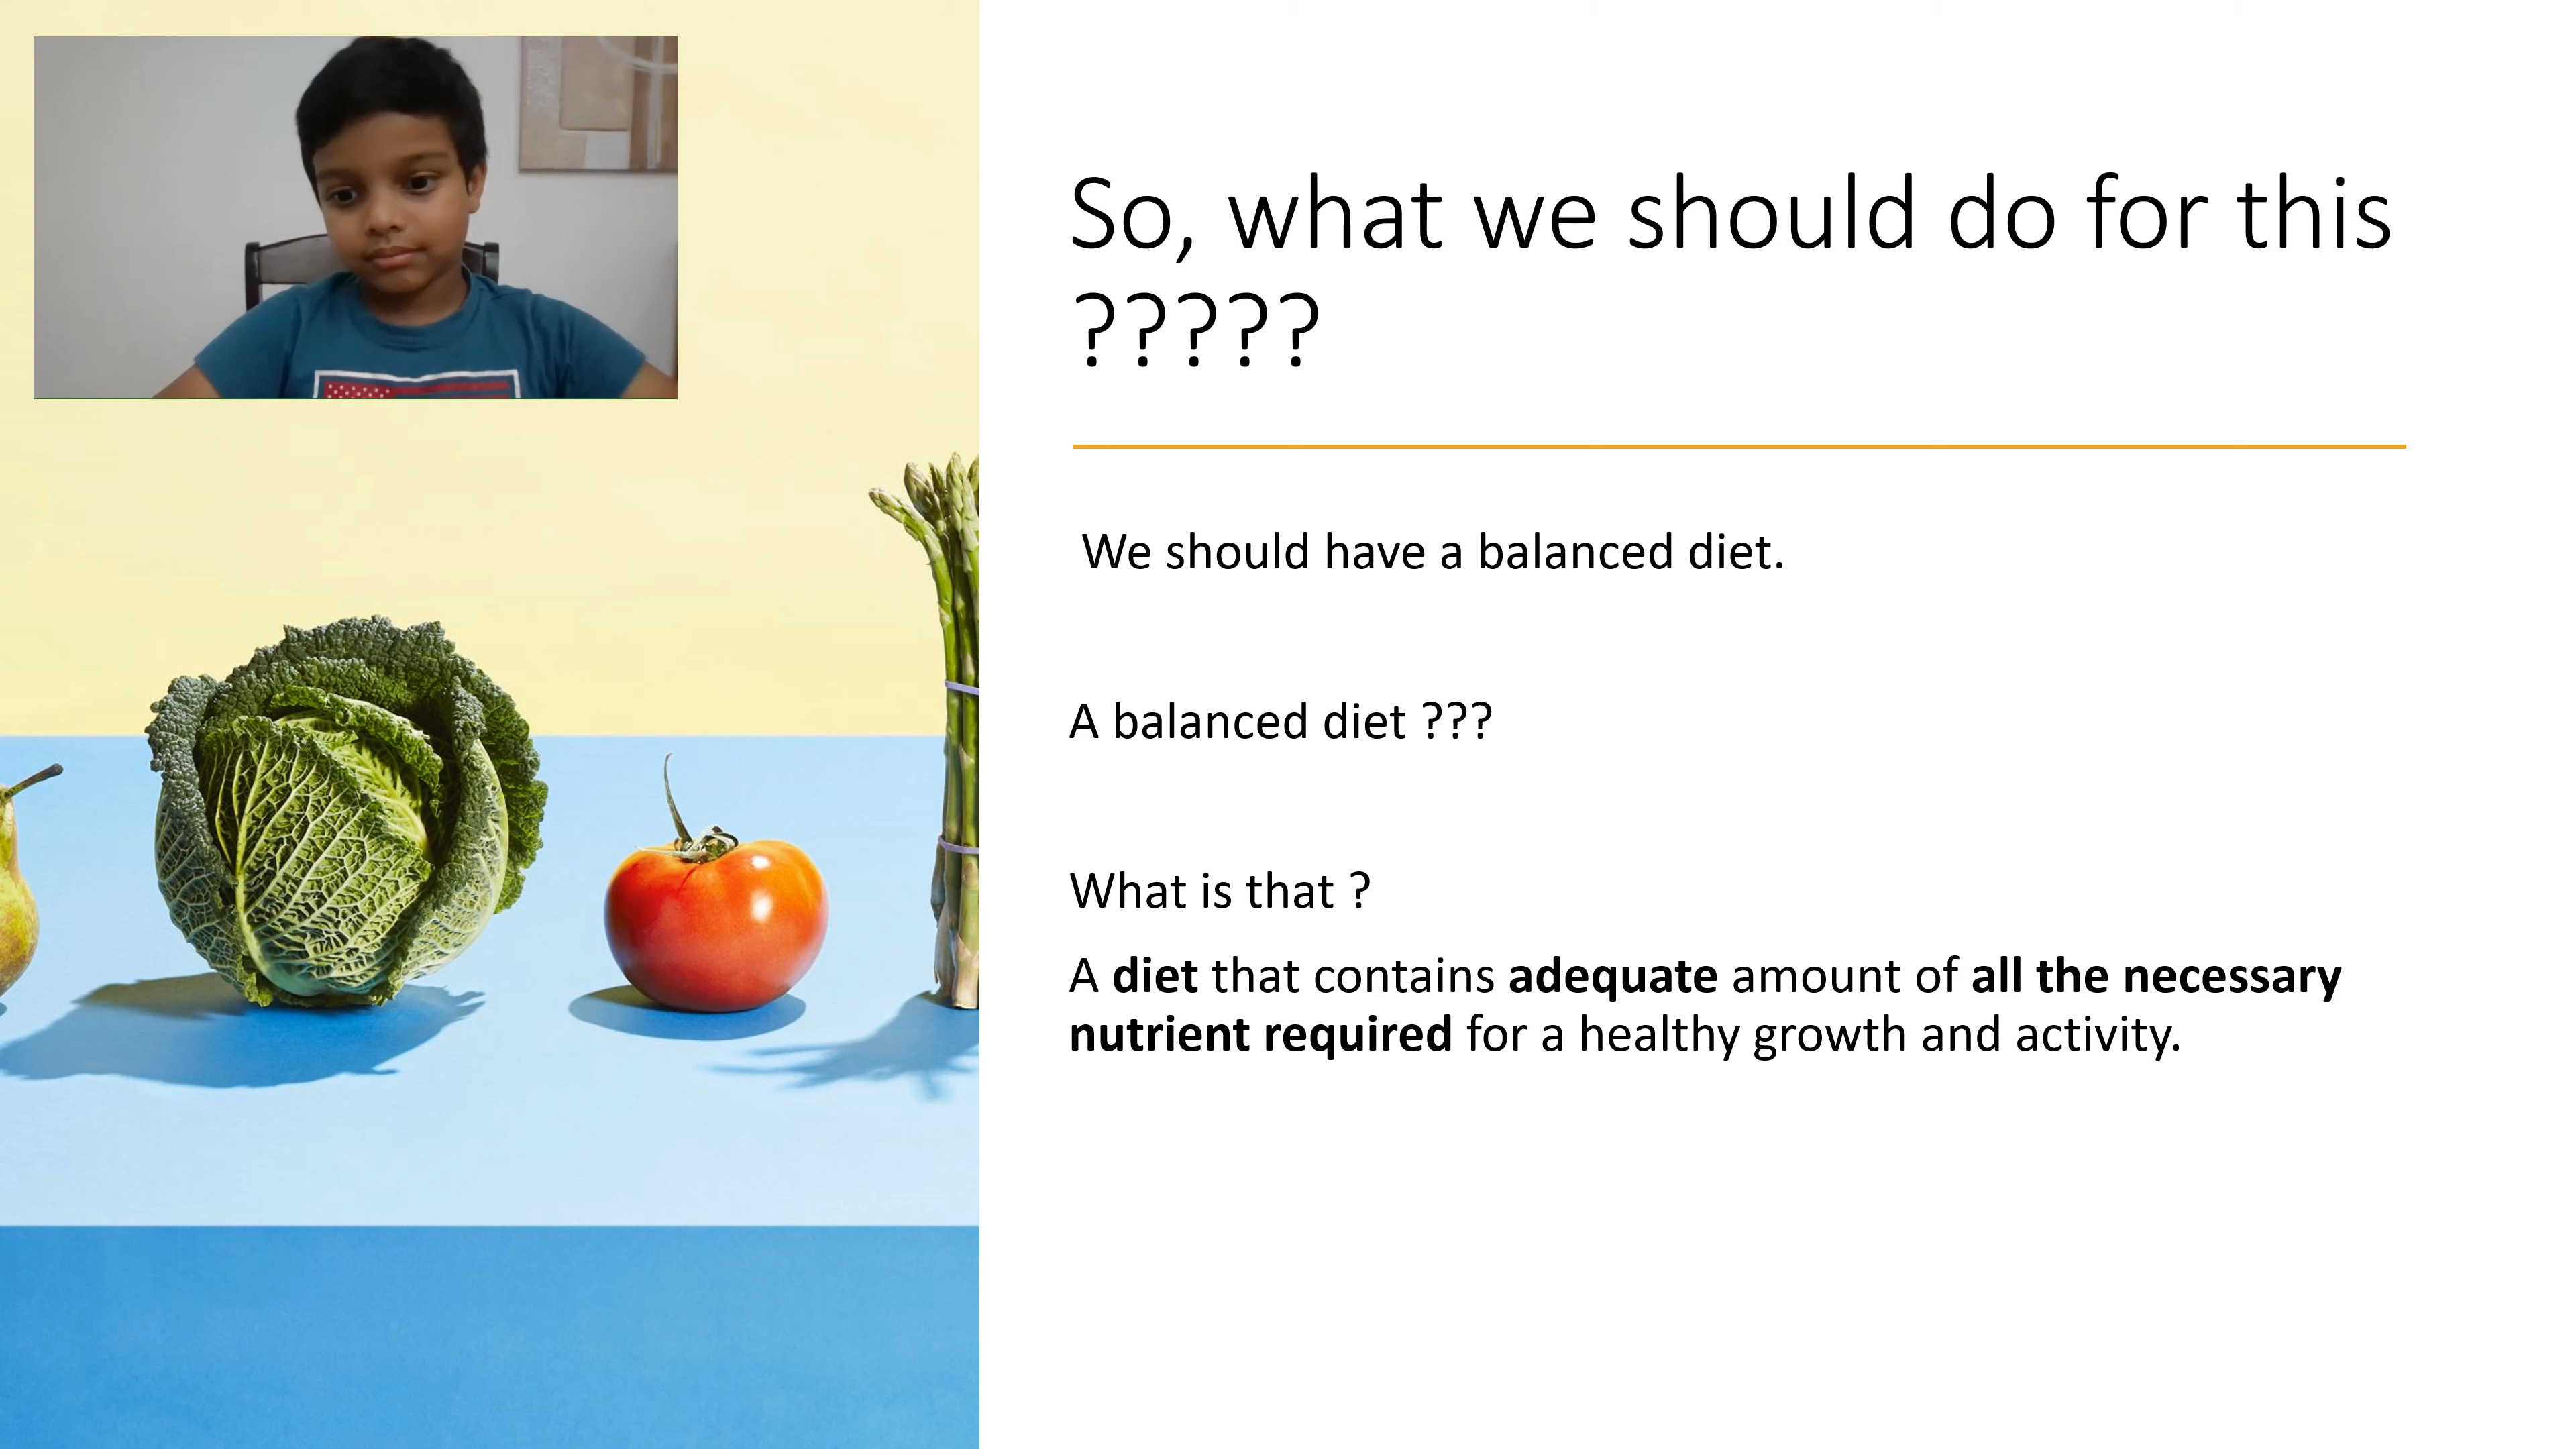 So, what we should do for this
?????
We should have a balanced diet.
A balanced diet ???
What is that ?
A diet that contains adequate amount of all the necessary
nutrient required for a healthy growth and activity.